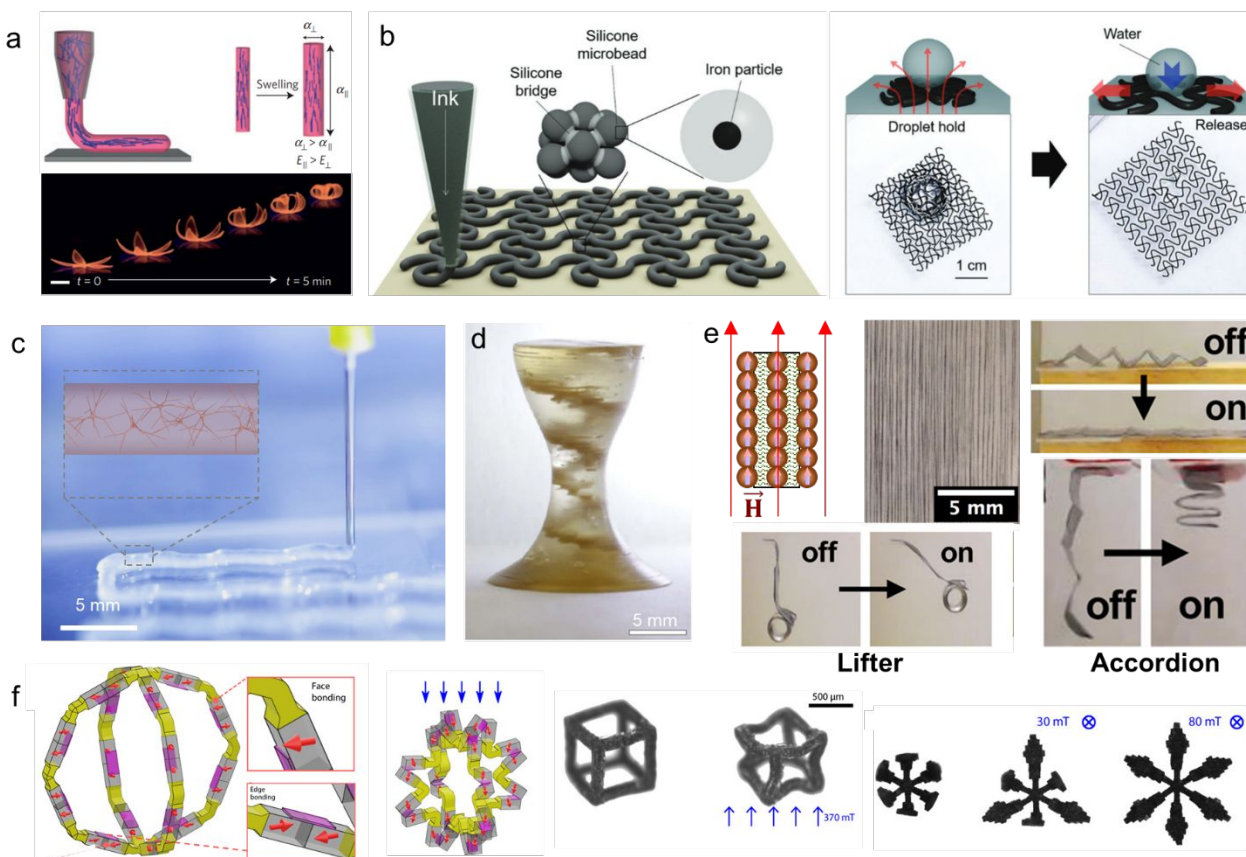 a
α⊥
Swelling
α∥
α⊥ > α∥
E∥ > E⊥
t = 0
t = 5 min
b
Ink
Silicone
bridge
Silicone
microbead
Iron particle
Droplet hold
1 cm
Water
Release
c
5 mm
d
5 mm
e
H
5 mm
off
on
off
on
Lifter
off
on
Accordion
f
Face
bonding
Edge
bonding
500 µm
370 mT
30 mT
80 mT